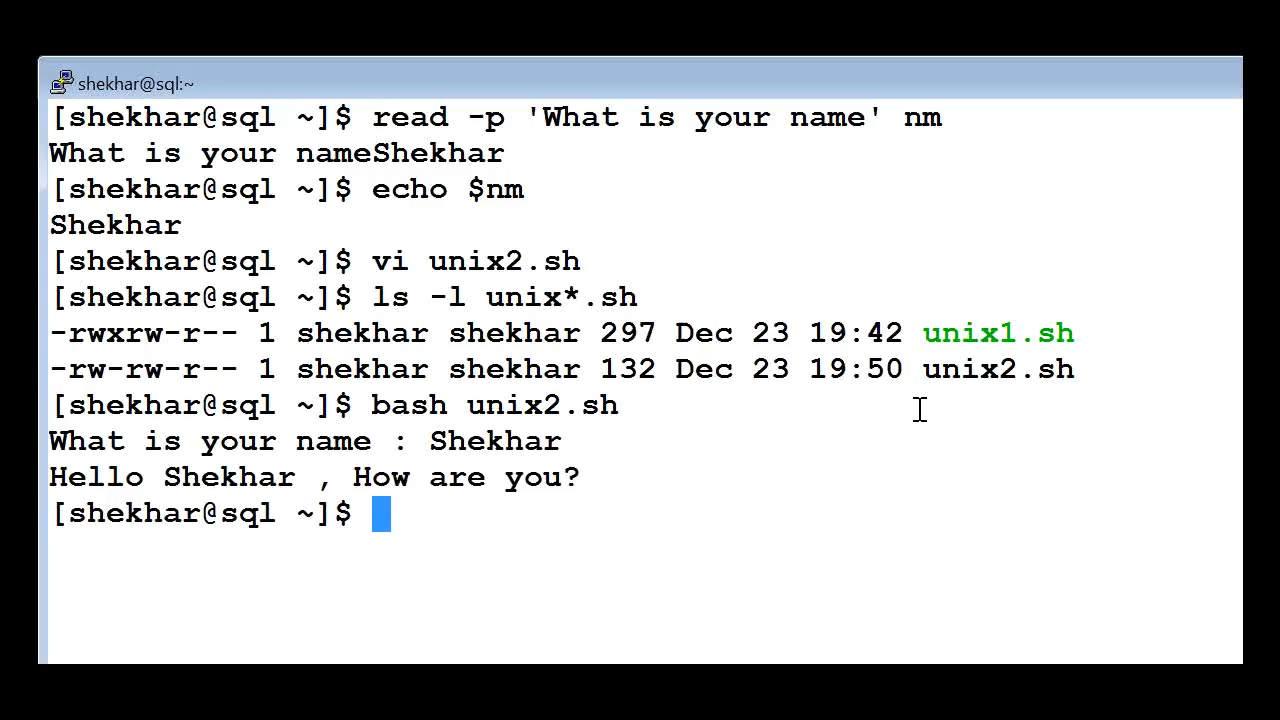 shekhar@sql:~
[shekhar@sql ~]$ read -p 'What is your name' nm
What is your nameShekhar
[shekhar@sql ~]$ echo $nm
Shekhar
[shekhar@sql ~]$ vi unix2.sh
[shekhar@sql ~]$ ls -l unix*.sh
-rwxrw-r-- 1 shekhar shekhar 297 Dec 23 19:42 unix1.sh
-rw-rw-r-- 1 shekhar shekhar 132 Dec 23 19:50 unix2.sh
[shekhar@sql ~]$ bash unix2.sh
What is your name : Shekhar
Hello Shekhar , How are you?
[shekhar@sql ~]$